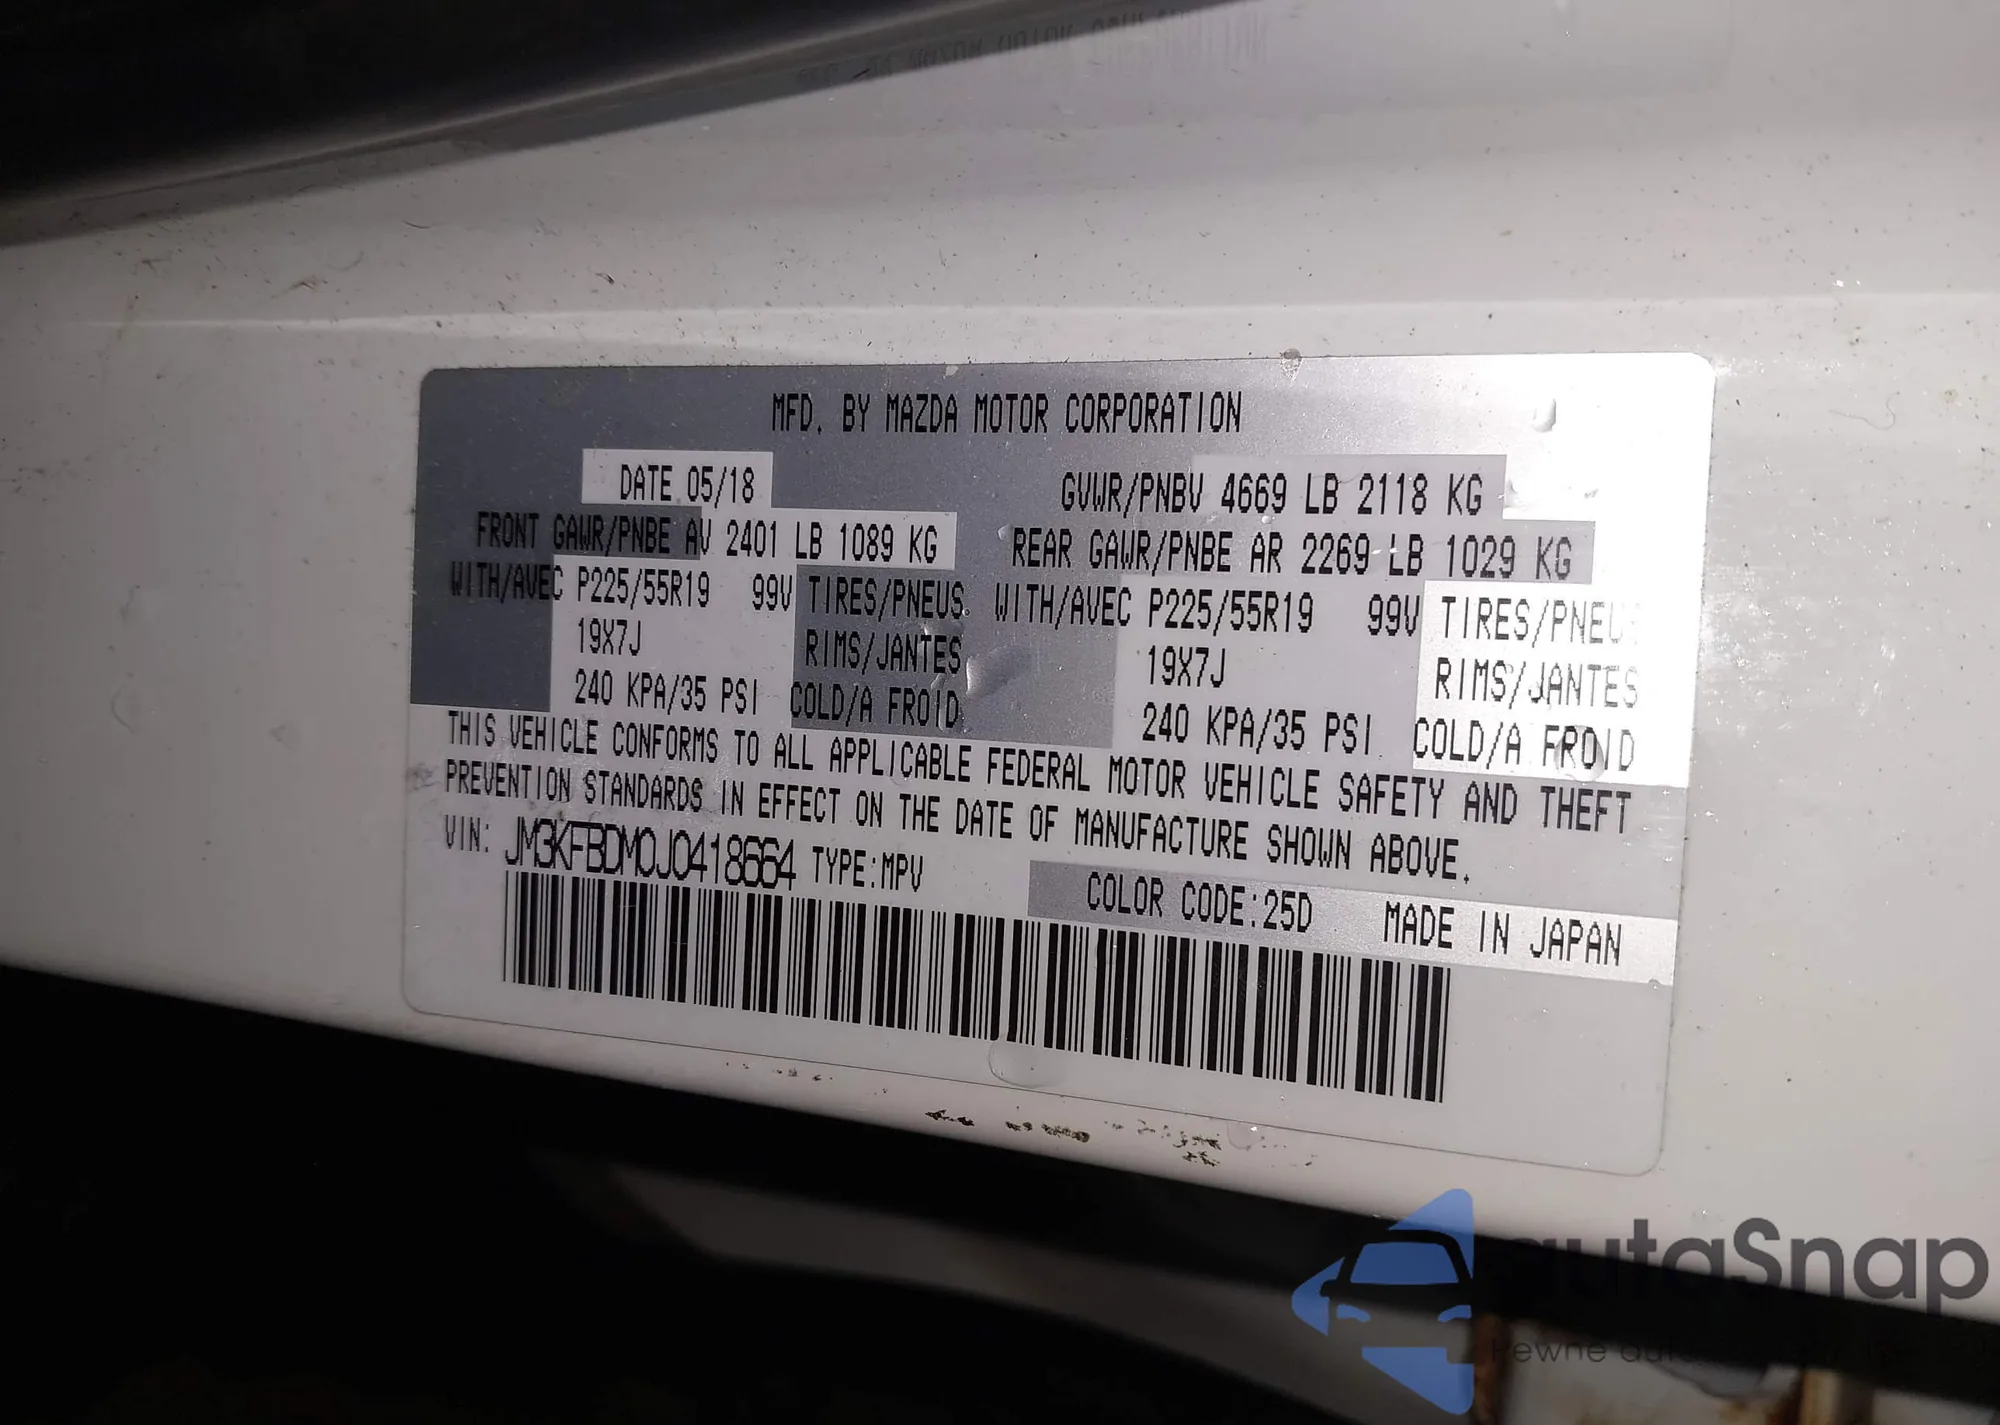 MFD. BY MAZDA MOTOR CORPORATION
DATE 05/18 GVWR/PNBV 4669 LB 2118 KG
FRONT GAWR/PNBE AV 2401 LB 1089 KG REAR GAWR/PNBE AR 2269 LB 1029 KG
WITH/AVEC P225/55R19 99V TIRES/PNEUS WITH/AVEC P225/55R19 99V TIRES/PNEUS
19X7J RIMS/JANTES 19X7J RIMS/JANTES
240 KPA/35 PSI COLD/A FROID 240 KPA/35 PSI COLD/A FROID
THIS VEHICLE CONFORMS TO ALL APPLICABLE FEDERAL MOTOR VEHICLE SAFETY AND THEFT
PREVENTION STANDARDS IN EFFECT ON THE DATE OF MANUFACTURE SHOWN ABOVE.
VIN: JM3KFBDM0J0418664 TYPE:MPV
COLOR CODE:25D MADE IN JAPAN
autaSnap
Pewne